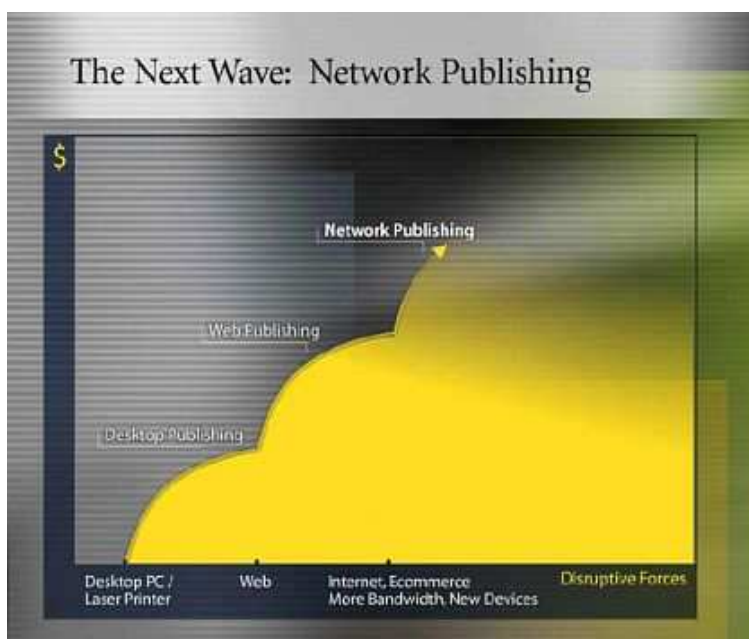 The Next Wave: Network Publishing
$
Network Publishing
Web Publishing
Desktop Publishing
Desktop PC /
Laser Printer
Web
Internet, Ecommerce
More Bandwidth, New Devices
Disruptive Forces